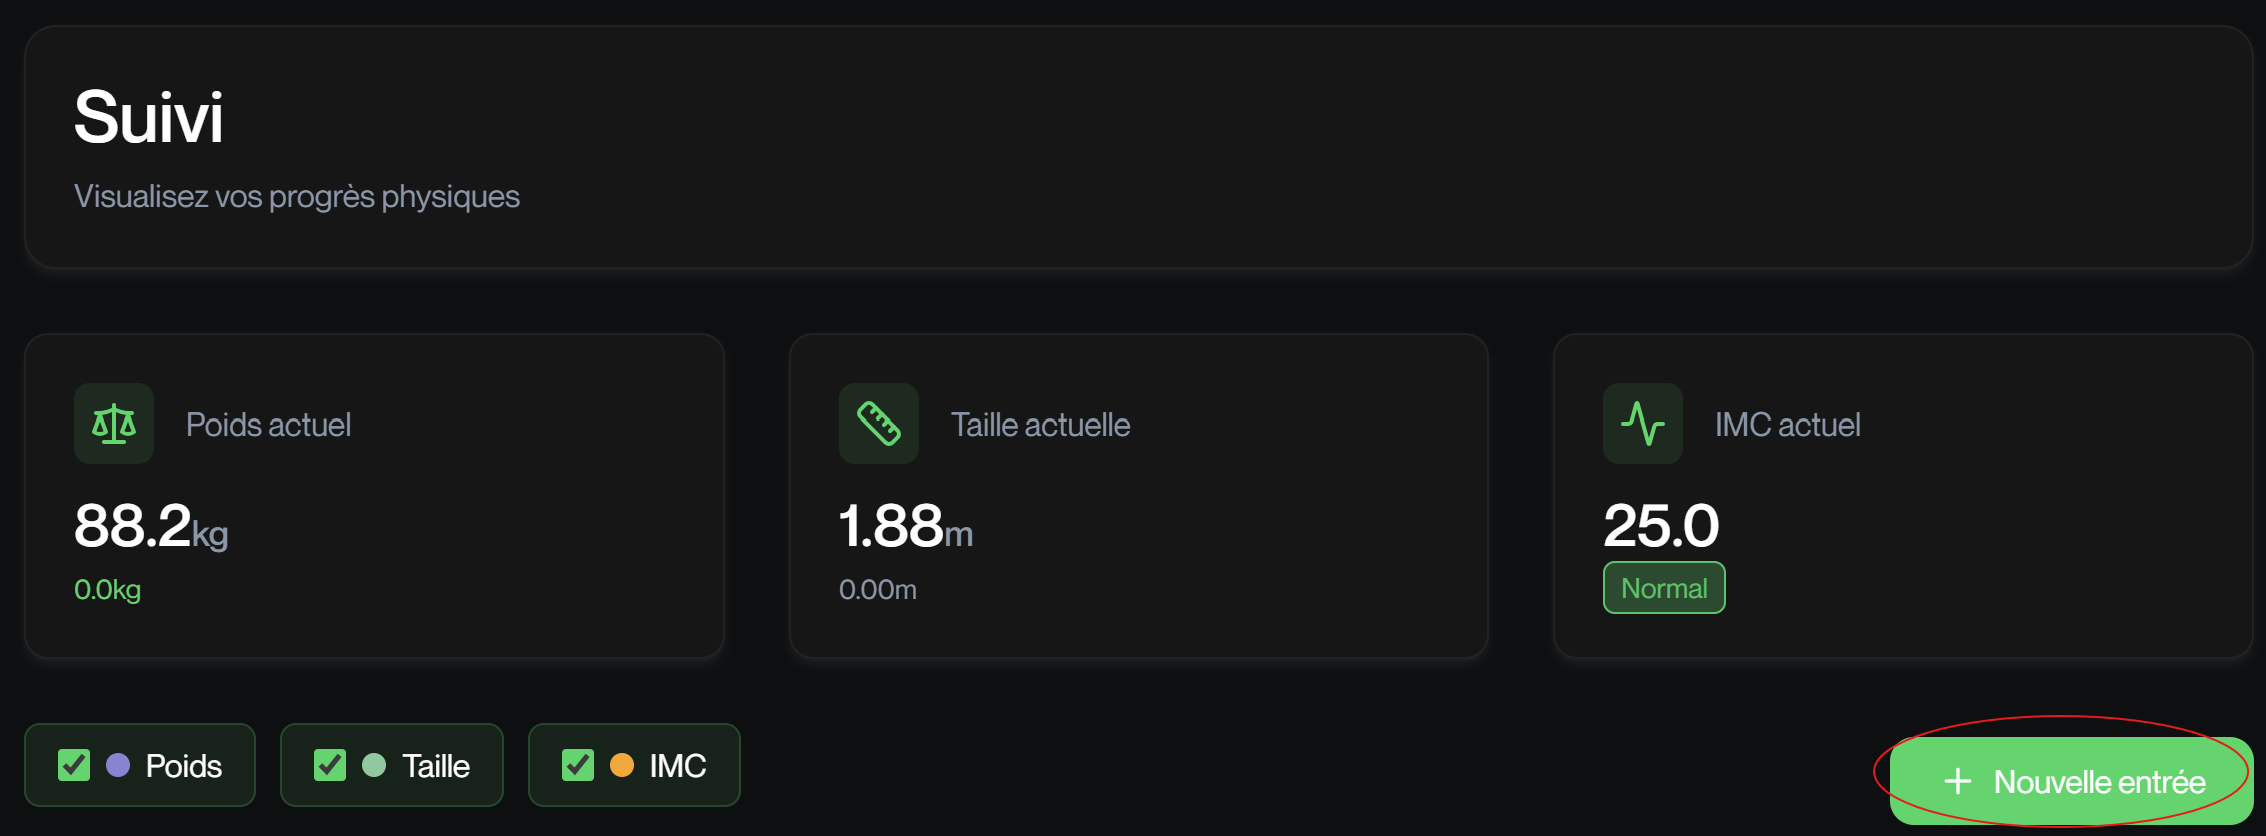 Suivi
Visualisez vos progrès physiques
Poids actuel
88.2kg
0.0kg
Taille actuelle
1.88m
0.00m
IMC actuel
25.0
Normal
Poids
Taille
IMC
Nouvelle entrée